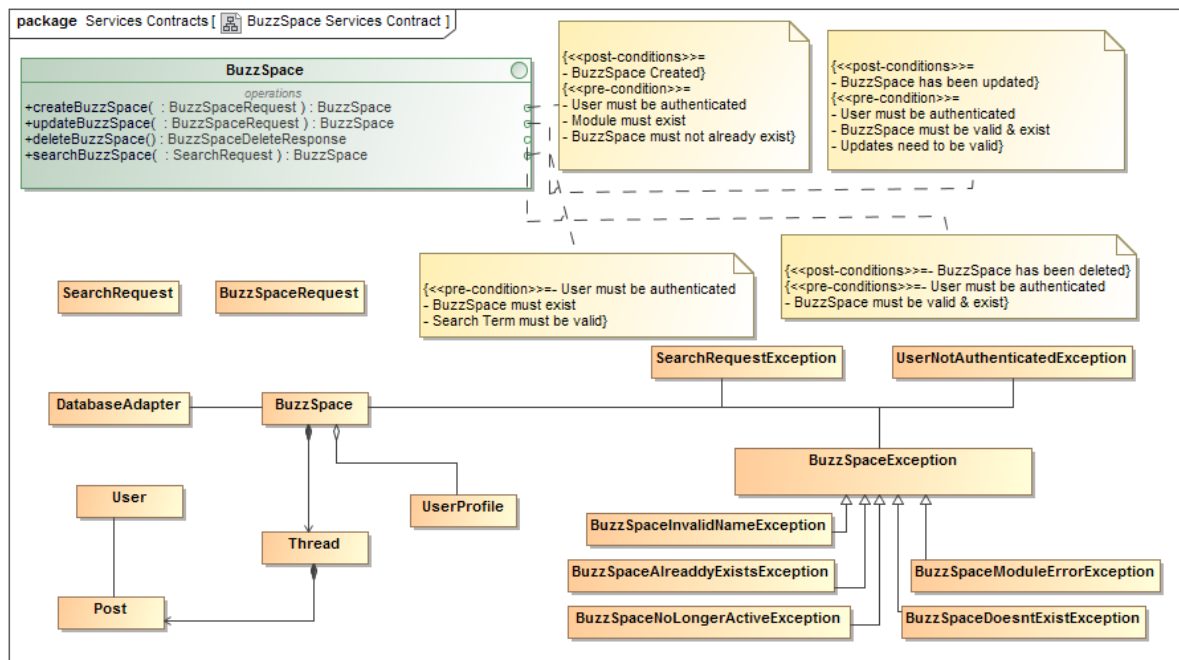 package Services Contracts [ BuzzSpace Services Contract ]
BuzzSpace
operations
+createBuzzSpace( : BuzzSpaceRequest ) : BuzzSpace
+updateBuzzSpace( : BuzzSpaceRequest ) : BuzzSpace
+deleteBuzzSpace() : BuzzSpaceDeleteResponse
+searchBuzzSpace( : SearchRequest ) : BuzzSpace
{<<post-conditions>>=
- BuzzSpace Created}
{<<pre-condition>>=
- User must be authenticated
- Module must exist
- BuzzSpace must not already exist}
{<<post-conditions>>=
- BuzzSpace has been updated}
{<<pre-condition>>=
- User must be authenticated
- BuzzSpace must be valid & exist
- Updates need to be valid}
{<<pre-condition>>=- User must be authenticated
- BuzzSpace must exist
- Search Term must be valid}
{<<post-conditions>>=- BuzzSpace has been deleted}
{<<pre-conditions>>=- User must be authenticated
- BuzzSpace must be valid & exist}
SearchRequest
BuzzSpaceRequest
SearchRequestException
UserNotAuthenticatedException
DatabaseAdapter
BuzzSpace
BuzzSpaceException
User
UserProfile
BuzzSpaceInvalidNameException
Thread
BuzzSpaceAlreaddyExistsException
BuzzSpaceModuleErrorException
Post
BuzzSpaceNoLongerActiveException
BuzzSpaceDoesntExistException